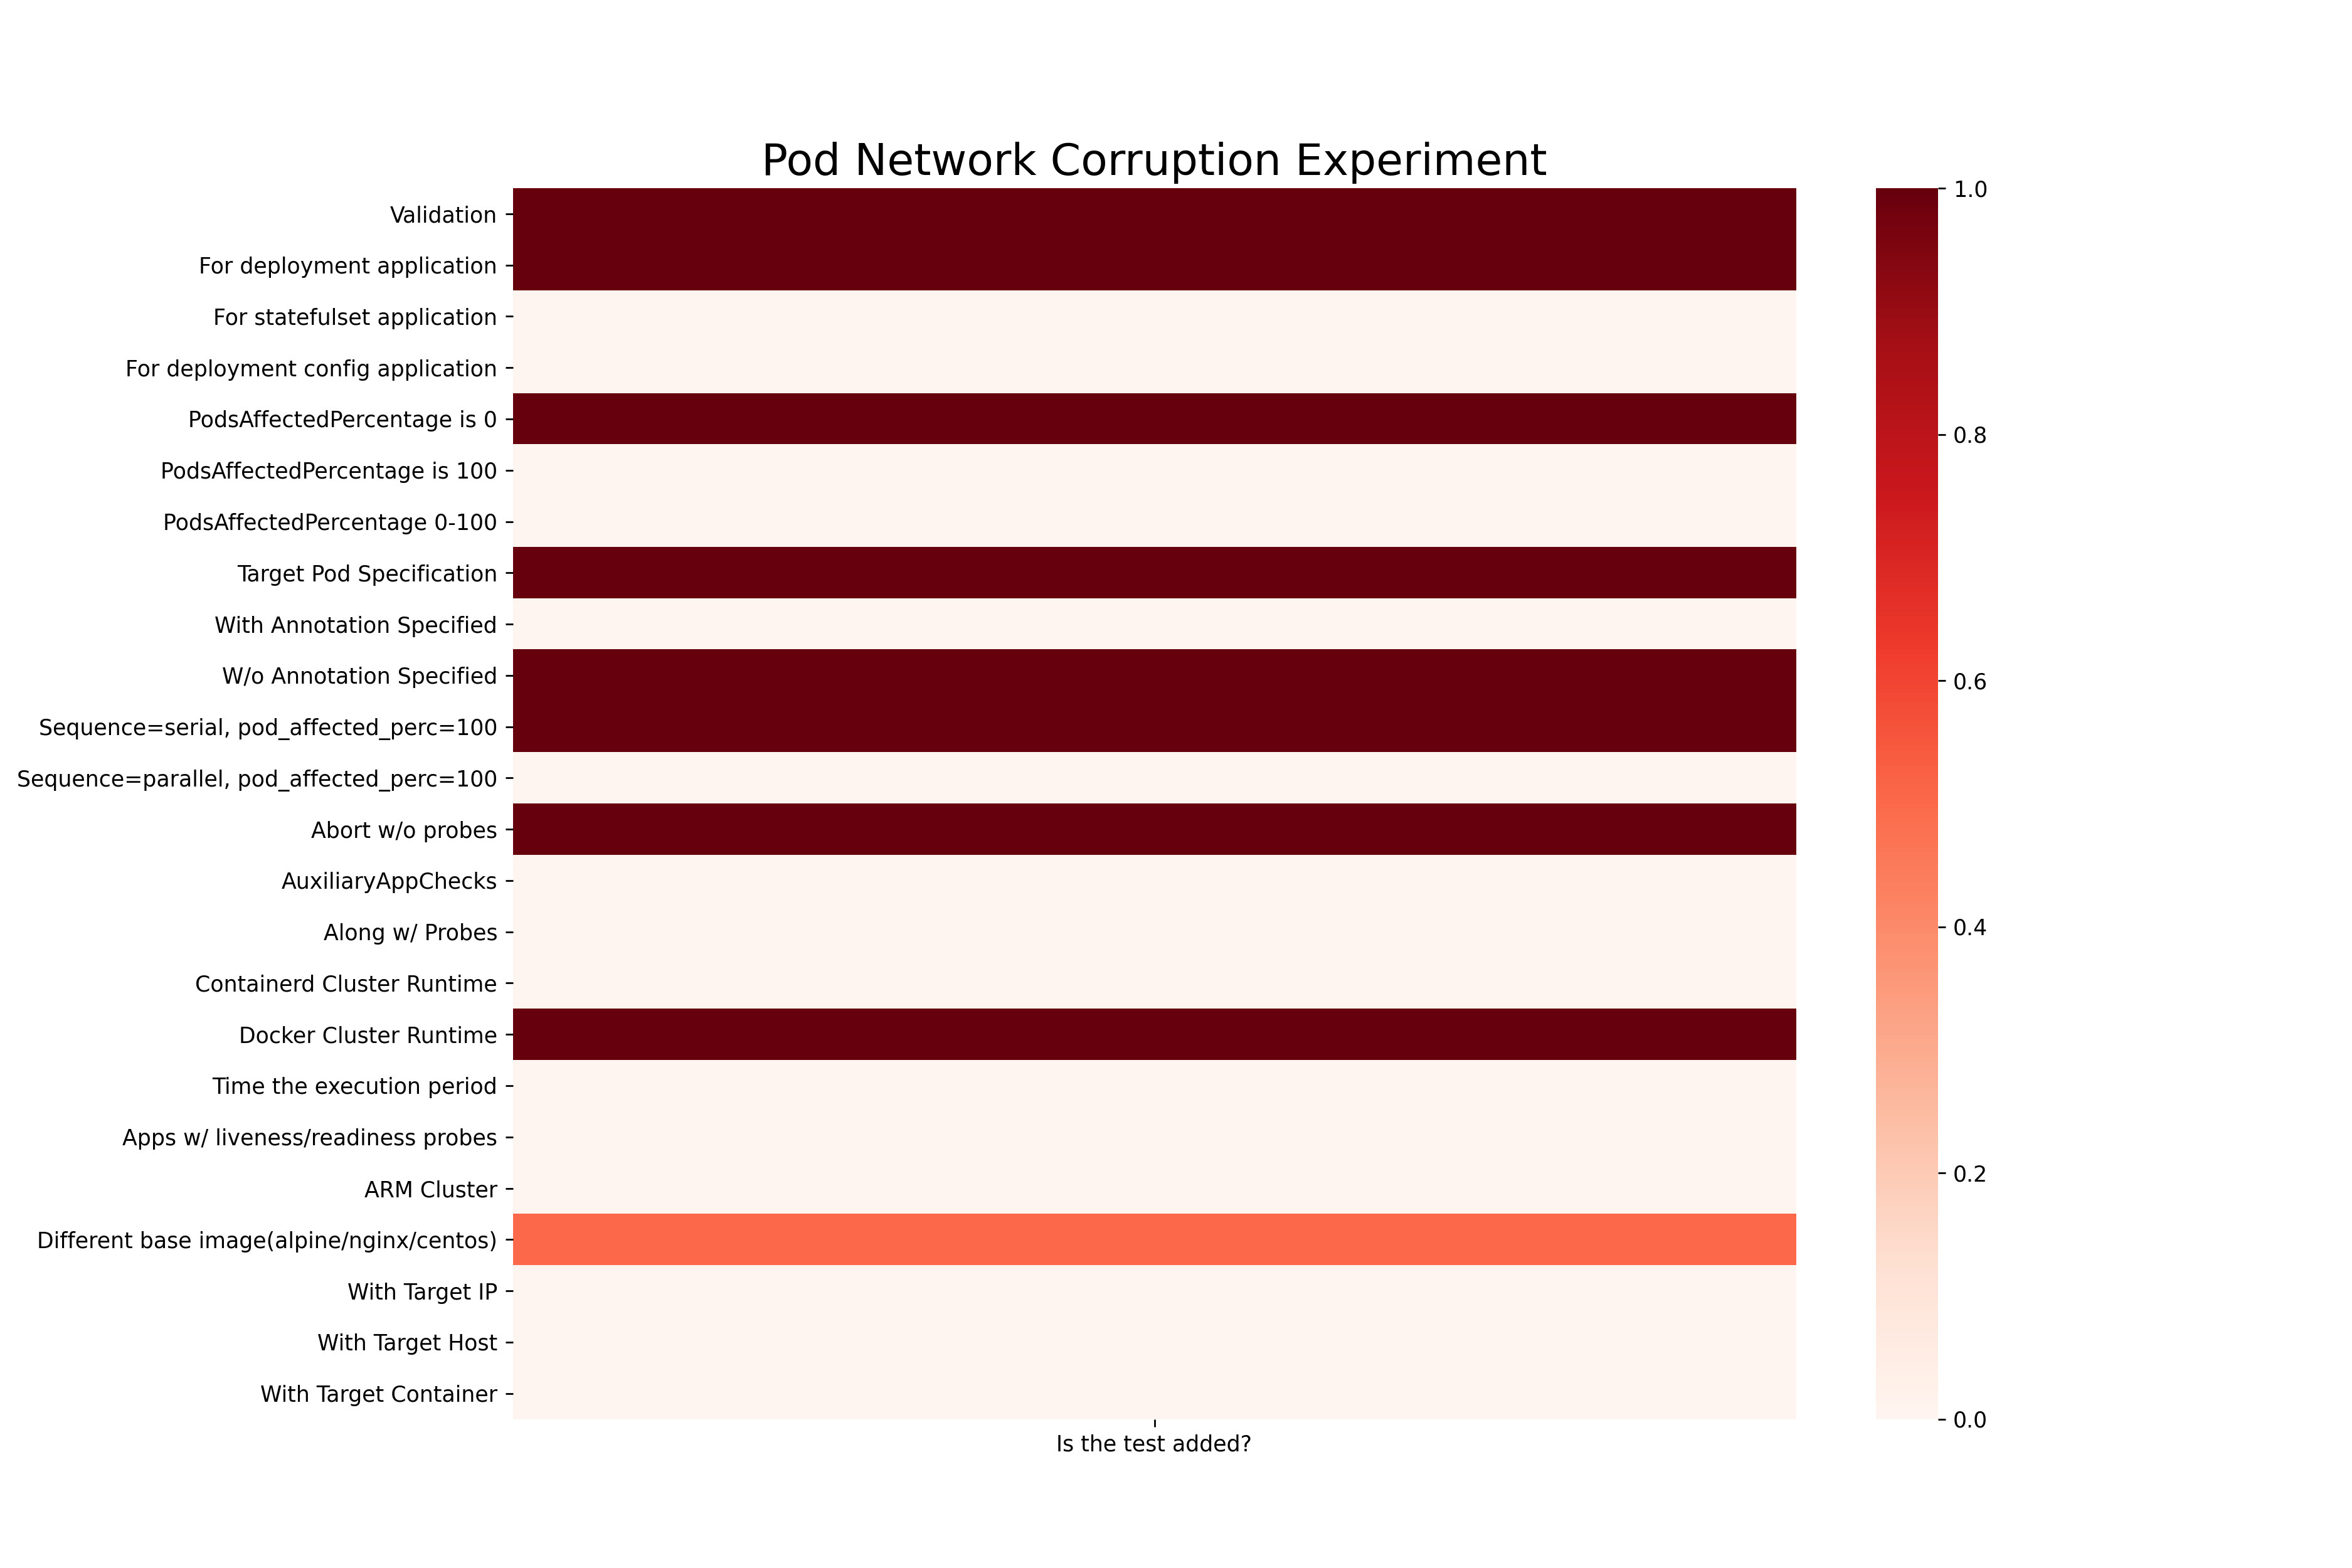 Pod Network Corruption Experiment
Validation
For deployment application
For statefulset application
For deployment config application
PodsAffectedPercentage is 0
PodsAffectedPercentage is 100
PodsAffectedPercentage 0-100
Target Pod Specification
With Annotation Specified
W/o Annotation Specified
Sequence=serial, pod_affected_perc=100
Sequence=parallel, pod_affected_perc=100
Abort w/o probes
AuxiliaryAppChecks
Along w/ Probes
Containerd Cluster Runtime
Docker Cluster Runtime
Time the execution period
Apps w/ liveness/readiness probes
ARM Cluster
Different base image(alpine/nginx/centos)
With Target IP
With Target Host
With Target Container
Is the test added?
1.0
0.8
0.6
0.4
0.2
0.0